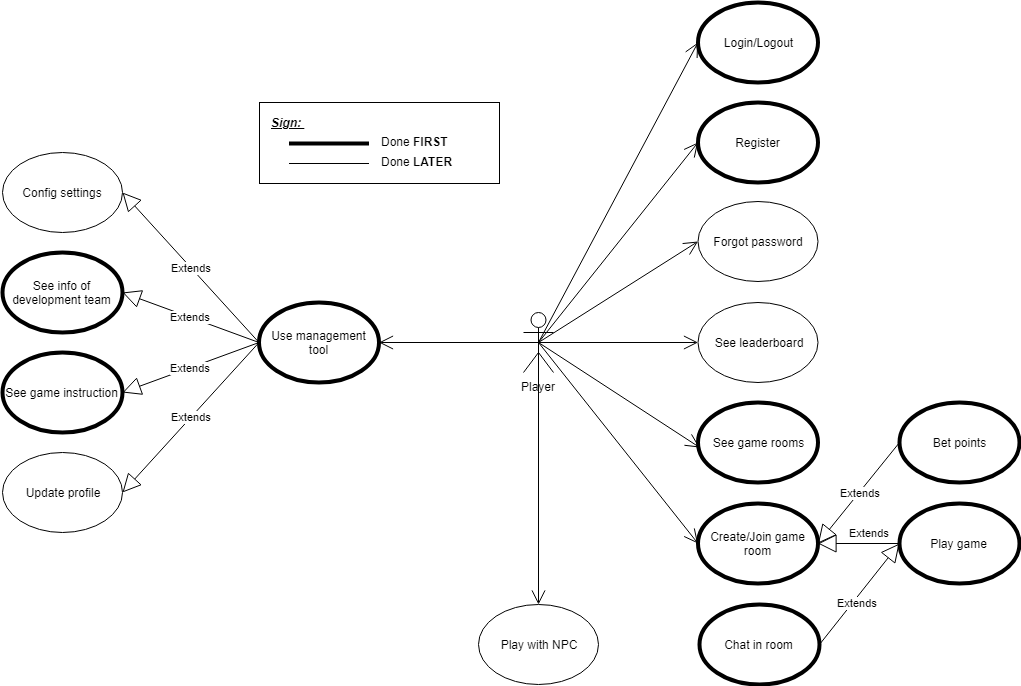 Login/Logout
Sign:
Done FIRST
Done LATER
Register
Config settings
Forgot password
Extends
See info of
development team
Extends
Use management
tool
See leaderboard
Player
Extends
See game instruction
Extends
Update profile
See game rooms
Bet points
Extends
Create/Join game
room
Extends
Play game
Extends
Play with NPC
Chat in room